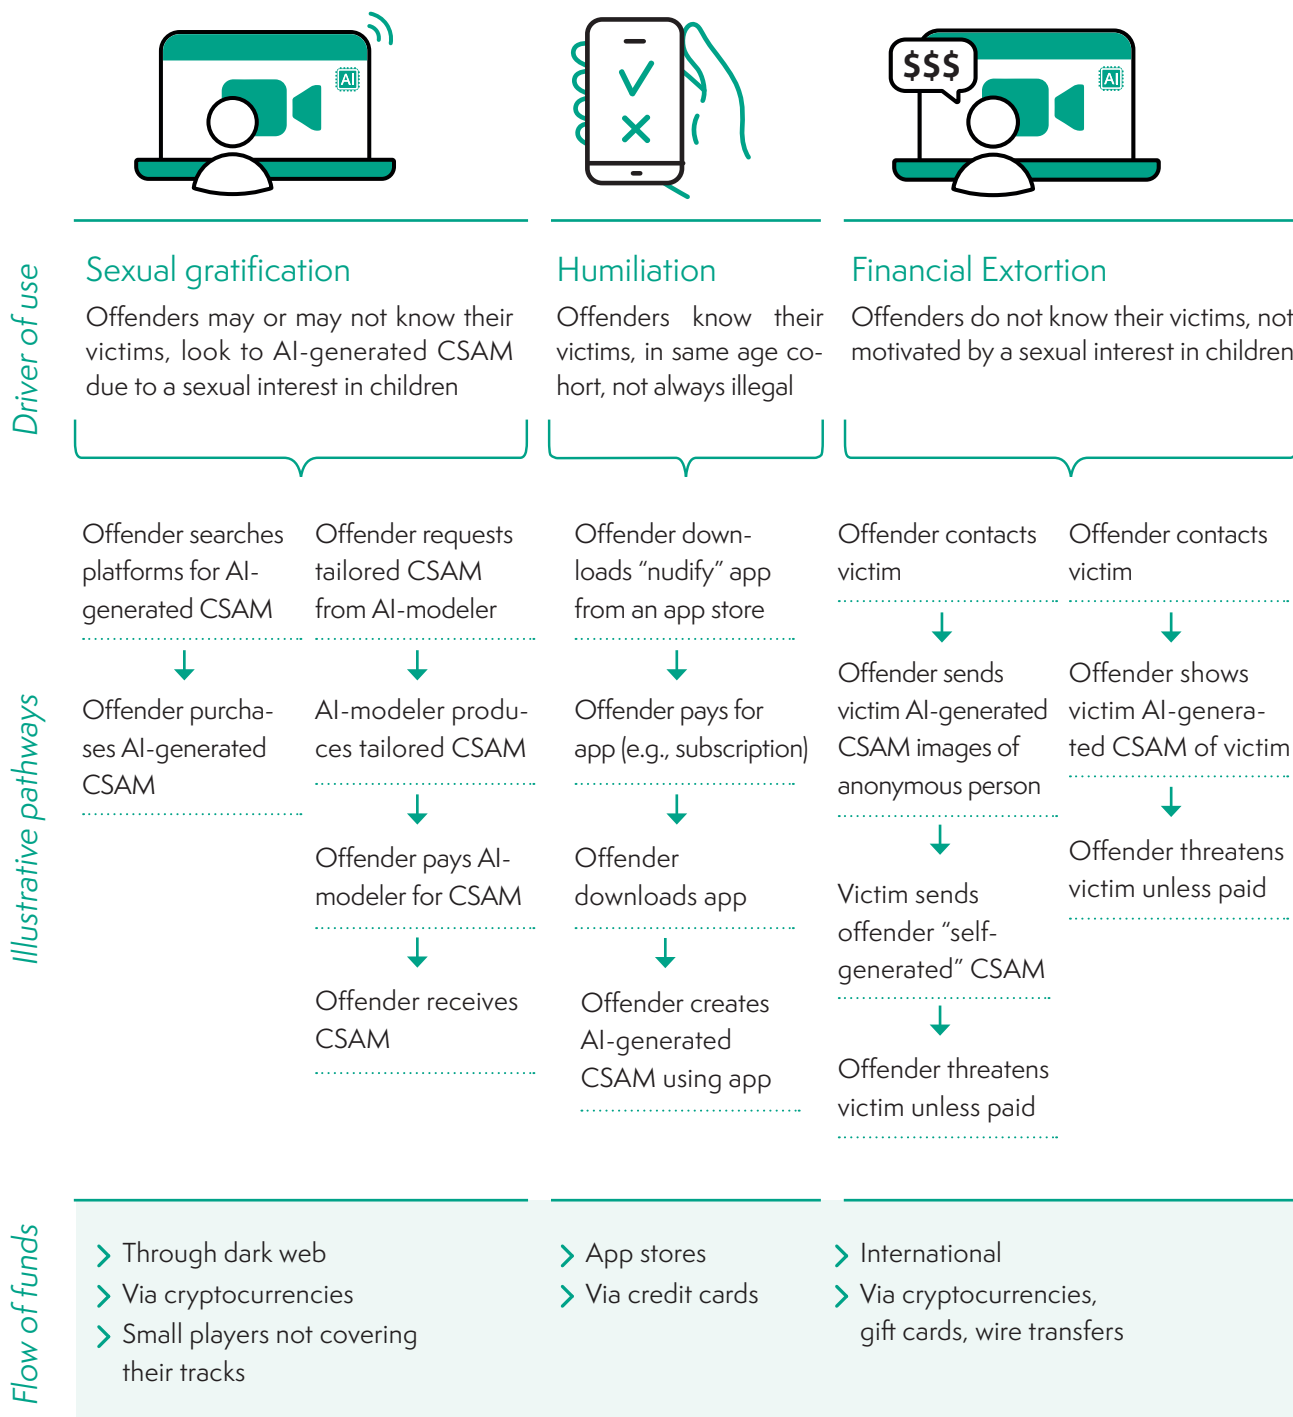 AI
$$$
AI
Driver of use
Sexual gratification
Offenders may or may not know their
victims, look to AI-generated CSAM
due to a sexual interest in children
Humiliation
Offenders know their
victims, in same age co-
hort, not always illegal
Financial Extortion
Offenders do not know their victims, not
motivated by a sexual interest in children
Illustrative pathways
Offender searches
platforms for AI-
generated CSAM
Offender purcha-
ses AI-generated
CSAM
Offender requests
tailored CSAM
from AI-modeler
AI-modeler produ-
ces tailored CSAM
Offender pays AI-
modeler for CSAM
Offender receives
CSAM
Offender down-
loads “nudify” app
from an app store
Offender pays for
app (e.g., subscription)
Offender
downloads app
Offender creates
AI-generated
CSAM using app
Offender contacts
victim
Offender sends
victim AI-generated
CSAM images of
anonymous person
Victim sends
offender “self-
generated” CSAM
Offender threatens
victim unless paid
Offender contacts
victim
Offender shows
victim AI-genera-
ted CSAM of victim
Offender threatens
victim unless paid
Flow of funds
Through dark web
Via cryptocurrencies
Small players not covering
their tracks
App stores
Via credit cards
International
Via cryptocurrencies,
gift cards, wire transfers